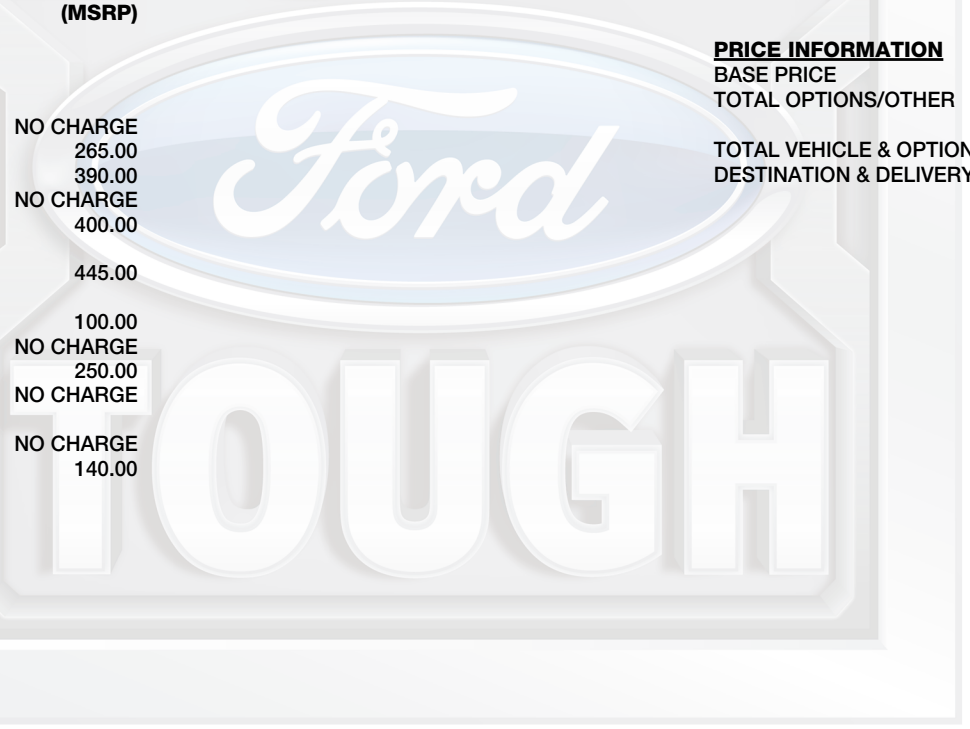 (MSRP)
NO CHARGE
265.00
390.00
NO CHARGE
400.00
445.00
100.00
NO CHARGE
250.00
NO CHARGE
NO CHARGE
140.00
PRICE INFORMATION
BASE PRICE
TOTAL OPTIONS/OTHER
TOTAL VEHICLE & OPTION
DESTINATION & DELIVERY
Ford
TOUGH